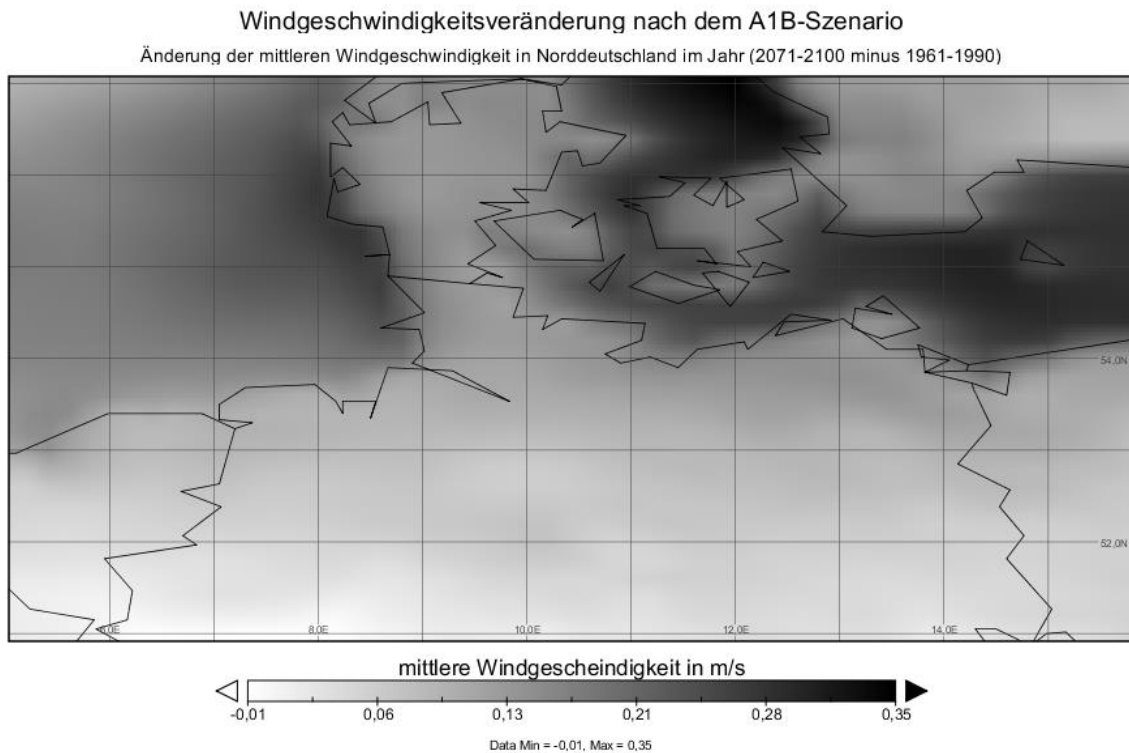 Windgeschwindigkeitsveränderung nach dem A1B-Szenario
Änderung der mittleren Windgeschwindigkeit in Norddeutschland im Jahr (2071-2100 minus 1961-1990)
54,0N
52,0N
6,0E 8,0E 10,0E 12,0E 14,0E
mittlere Windgescheindigkeit in m/s
-0,01 0,06 0,13 0,21 0,28 0,35
Data Min = -0,01, Max = 0,35